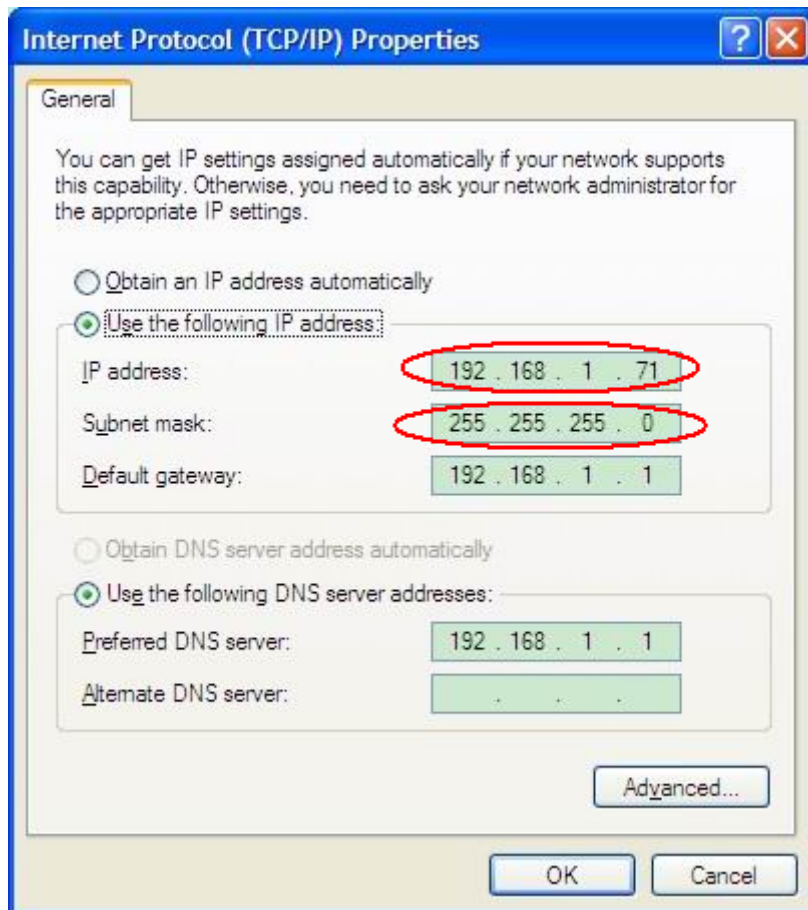 Internet Protocol (TCP/IP) Properties
General
You can get IP settings assigned automatically if your network supports
this capability. Otherwise, you need to ask your network administrator for
the appropriate IP settings.
Obtain an IP address automatically
Use the following IP address:
IP address: 192 . 168 . 1 . 71
Subnet mask: 255 . 255 . 255 . 0
Default gateway: 192 . 168 . 1 . 1
Obtain DNS server address automatically
Use the following DNS server addresses:
Preferred DNS server: 192 . 168 . 1 . 1
Alternate DNS server: . . .
Advanced...
OK Cancel